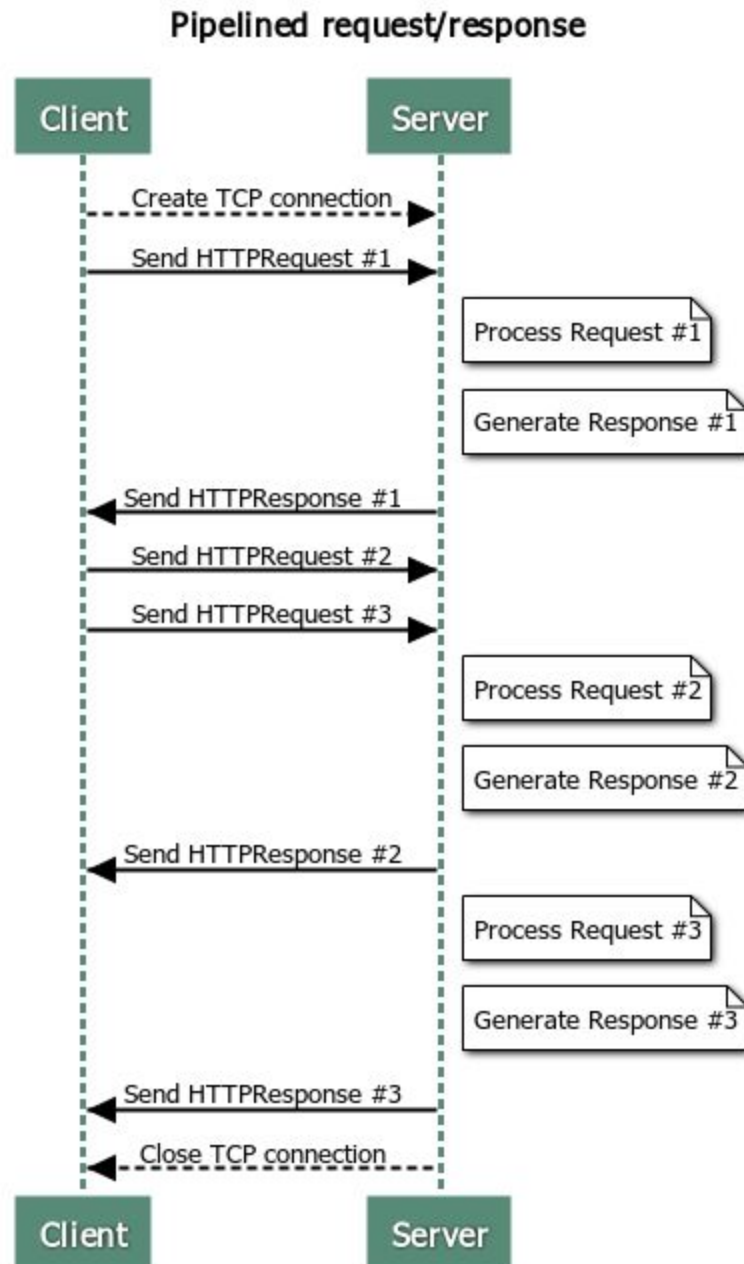 Pipelined request/response
Client Server
Create TCP connection
Send HTTPRequest #1
Process Request #1
Generate Response #1
Send HTTPResponse #1
Send HTTPRequest #2
Send HTTPRequest #3
Process Request #2
Generate Response #2
Send HTTPResponse #2
Process Request #3
Generate Response #3
Send HTTPResponse #3
Close TCP connection
Client Server